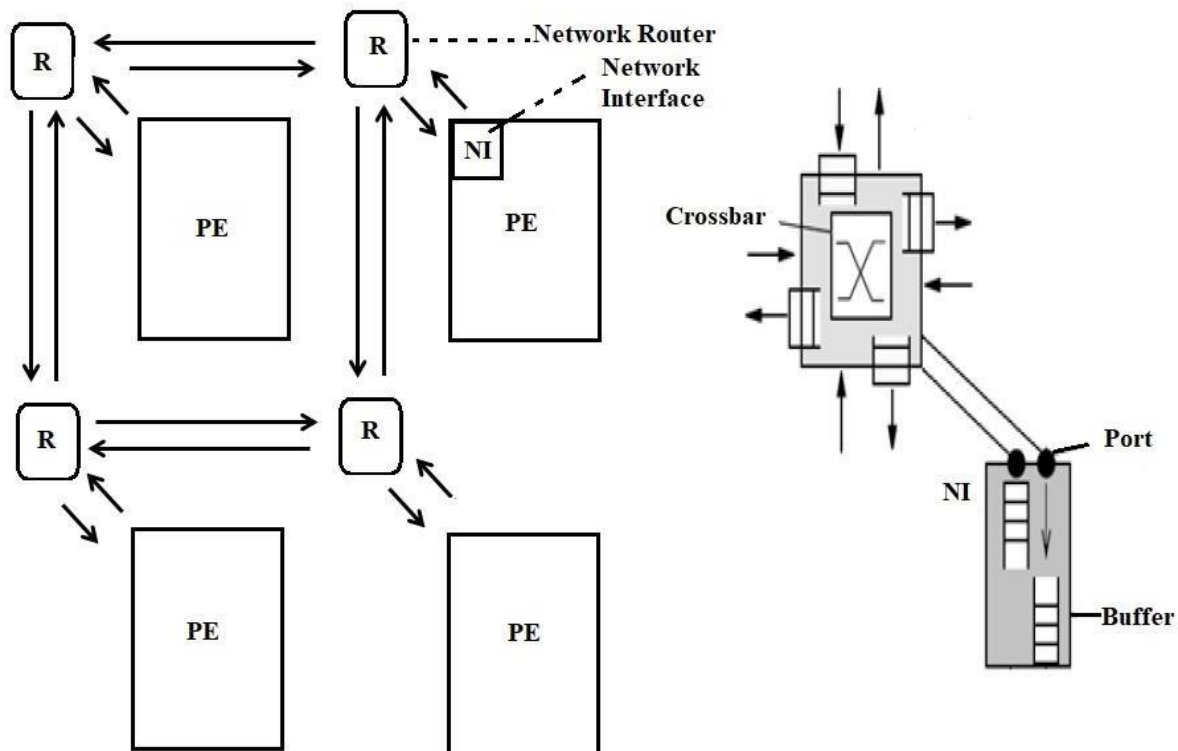 R
R
Network Router
Network
Interface
NI
PE
PE
Crossbar
R
R
Port
NI
PE
PE
Buffer